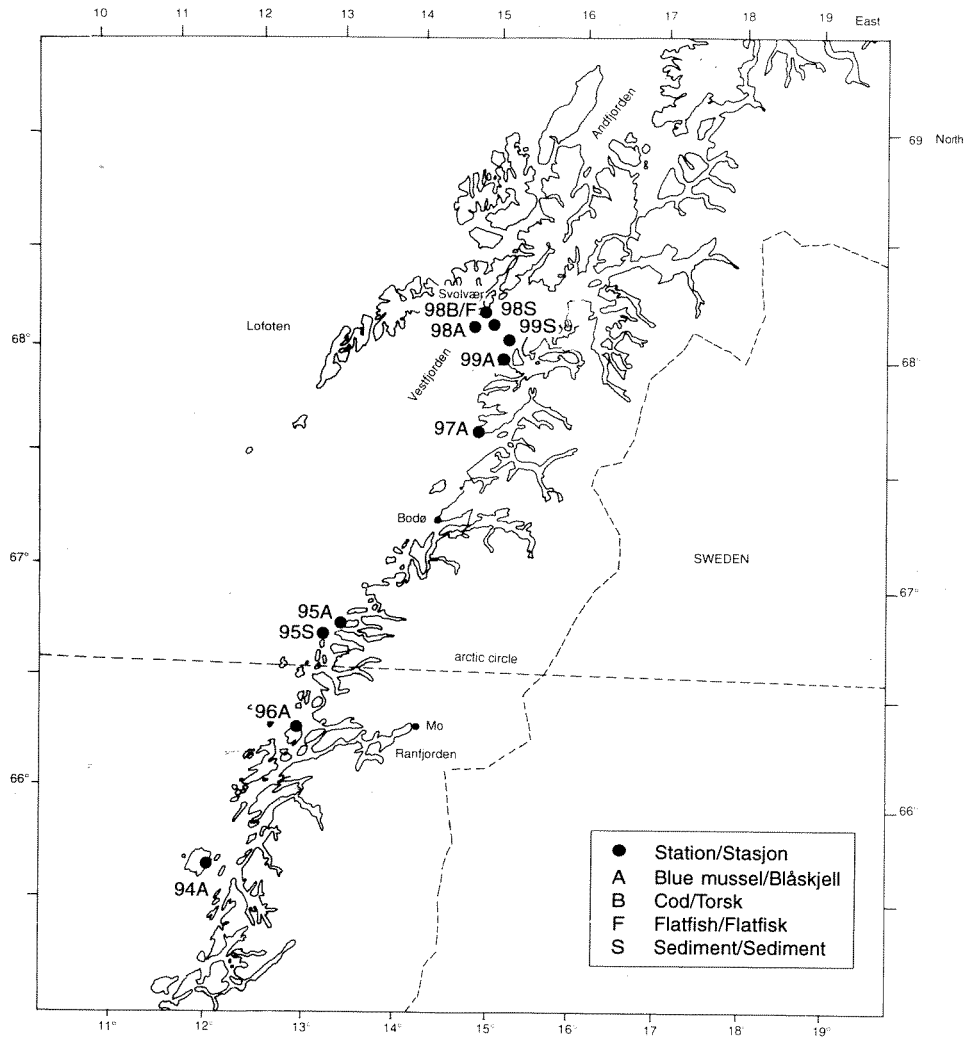 10 11 12 13 14 15 16 17 18 19 East
Andfjorden
69 North
Svolvær
98B/F 98S
Lofoten
98A 99S
68° 
99A 68°
Vestfjorden
97A
Bodø
67°
SWEDEN
67°
95A
95S
arctic circle
96A
Mo
Ranfjorden
66°
66°
94A
● Station/Stasjon
A Blue mussel/Blåskjell
B Cod/Torsk
F Flatfish/Flatfisk
S Sediment/Sediment
11° 12° 13° 14° 15° 16° 17 18° 19°